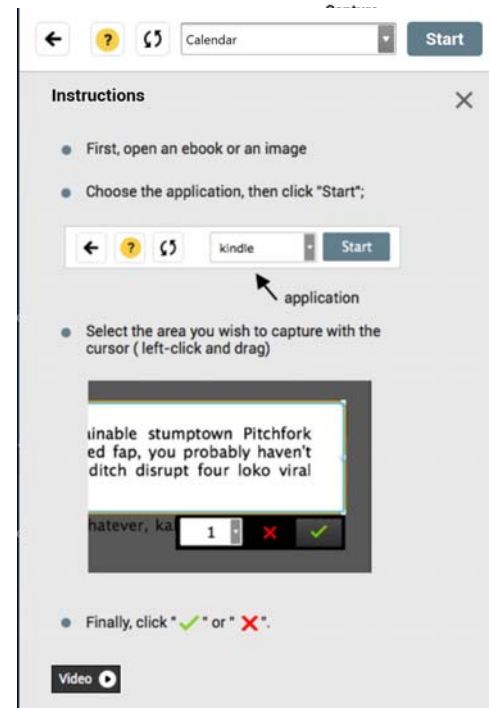 Calendar
Start
Instructions
First, open an ebook or an image
Choose the application, then click "Start";
kindle
Start
application
Select the area you wish to capture with the
cursor ( left-click and drag)
ainable stumptown Pitchfork
ed fap, you probably haven't
ditch disrupt four loko viral
hatever, ka
1
Finally, click " ✓ " or " ✗ ".
Video